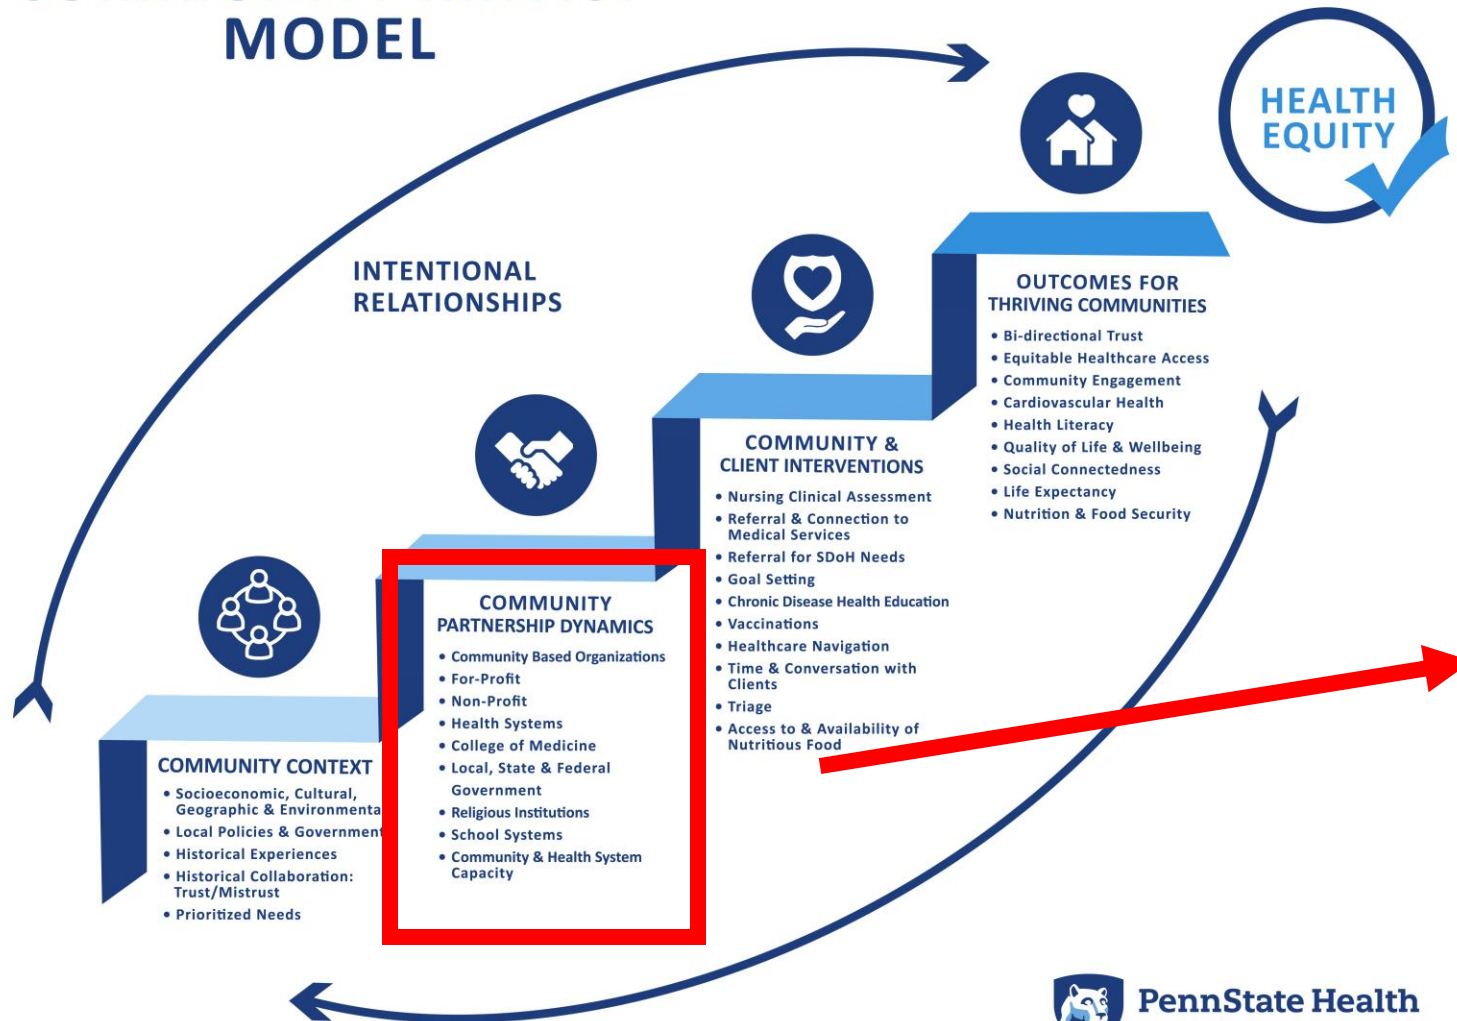 MODEL
HEALTH
EQUITY
INTENTIONAL
RELATIONSHIPS
OUTCOMES FOR
THRIVING COMMUNITIES
• Bi-directional Trust
• Equitable Healthcare Access
• Community Engagement
• Cardiovascular Health
• Health Literacy
• Quality of Life & Wellbeing
• Social Connectedness
• Life Expectancy
• Nutrition & Food Security
COMMUNITY &
CLIENT INTERVENTIONS
• Nursing Clinical Assessment
• Referral & Connection to
Medical Services
• Referral for SDoH Needs
• Goal Setting
• Chronic Disease Health Education
• Vaccinations
• Healthcare Navigation
• Time & Conversation with
Clients
• Triage
• Access to & Availability of
Nutritious Food
COMMUNITY
PARTNERSHIP DYNAMICS
• Community Based Organizations
• For-Profit
• Non-Profit
• Health Systems
• College of Medicine
• Local, State & Federal
Government
• Religious Institutions
• School Systems
• Community & Health System
Capacity
COMMUNITY CONTEXT
• Socioeconomic, Cultural,
Geographic & Environmenta
• Local Policies & Government
• Historical Experiences
• Historical Collaboration:
Trust/Mistrust
• Prioritized Needs
PennState Health